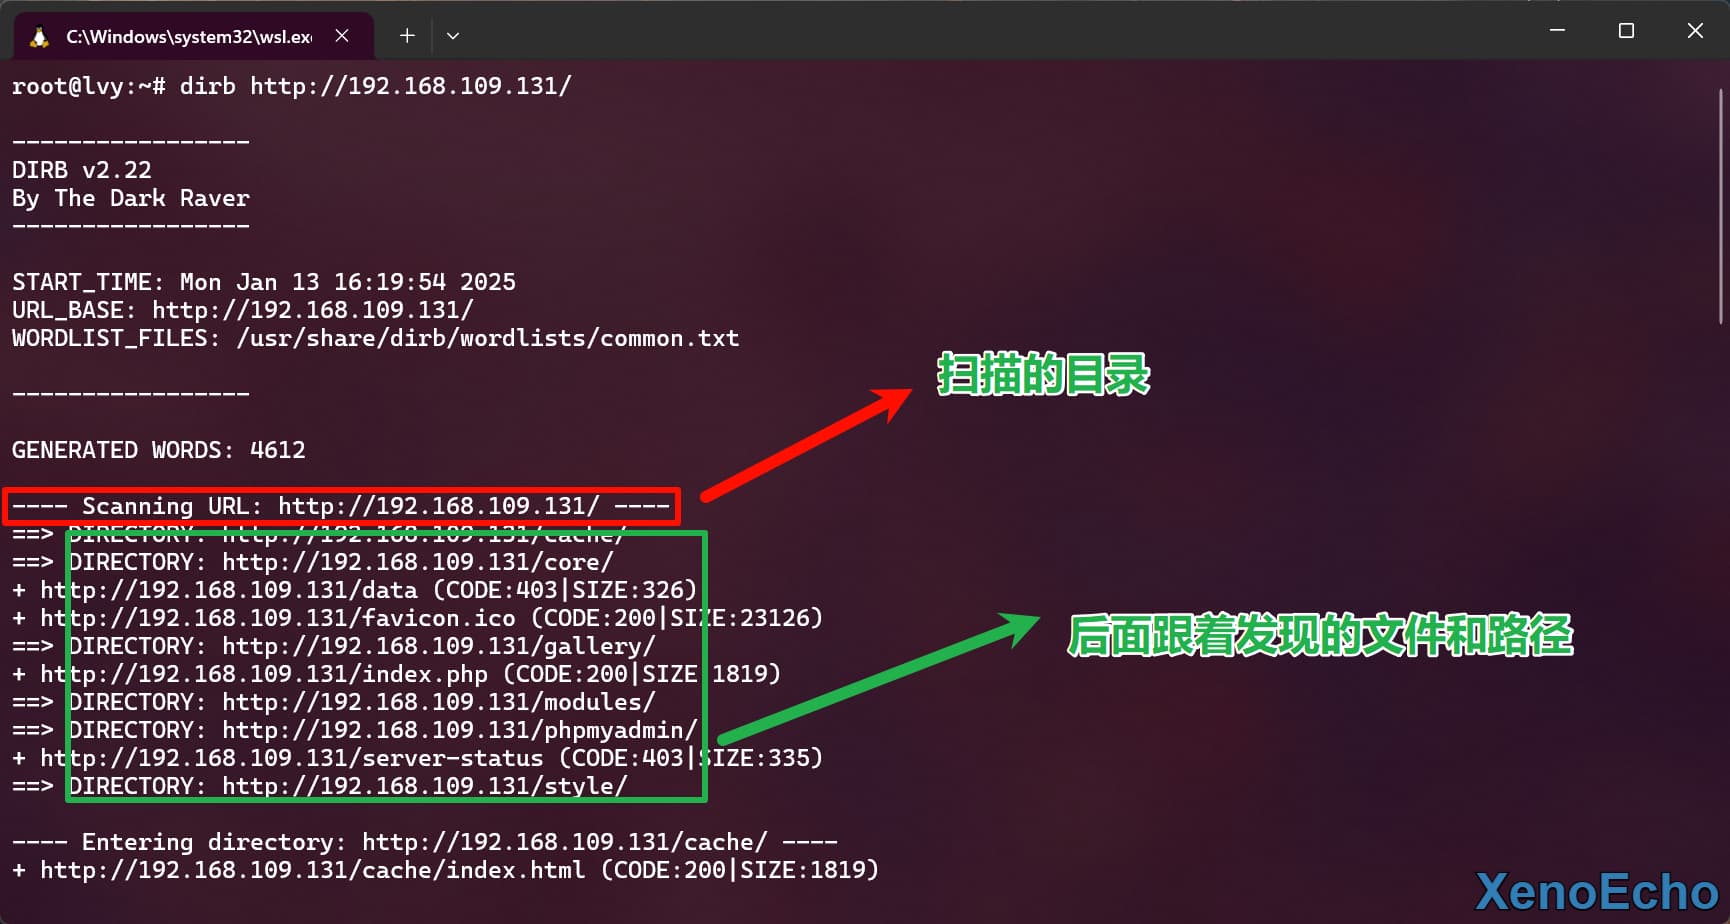 C:\Windows\system32\wsl.exe
root@lvy:~# dirb http://192.168.109.131/
-----------------
DIRB v2.22
By The Dark Raver
-----------------
START_TIME: Mon Jan 13 16:19:54 2025
URL_BASE: http://192.168.109.131/
WORDLIST_FILES: /usr/share/dirb/wordlists/common.txt
扫描的目录
-----------------
GENERATED WORDS: 4612
---- Scanning URL: http://192.168.109.131/ ----
==> DIRECTORY: http://192.168.109.131/cache/
==> DIRECTORY: http://192.168.109.131/core/
+ http://192.168.109.131/data (CODE:403|SIZE:326)
+ http://192.168.109.131/favicon.ico (CODE:200|SIZE:23126)
后面跟着发现的文件和路径
==> DIRECTORY: http://192.168.109.131/gallery/
+ http://192.168.109.131/index.php (CODE:200|SIZE:1819)
==> DIRECTORY: http://192.168.109.131/modules/
==> DIRECTORY: http://192.168.109.131/phpmyadmin/
+ http://192.168.109.131/server-status (CODE:403|SIZE:335)
==> DIRECTORY: http://192.168.109.131/style/
---- Entering directory: http://192.168.109.131/cache/ ----
+ http://192.168.109.131/cache/index.html (CODE:200|SIZE:1819)
XenoEcho